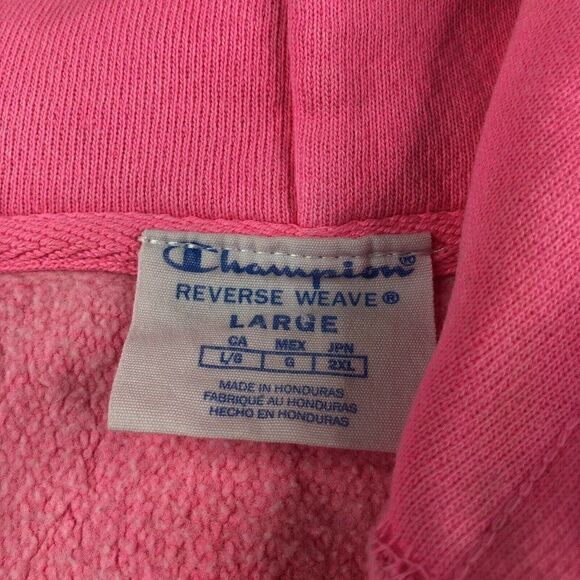 Champion®
REVERSE WEAVE®
LARGE
CA MEX JPN
L/G G 2XL
MADE IN HONDURAS
FABRIQUÉ AU HONDURAS
HECHO EN HONDURAS